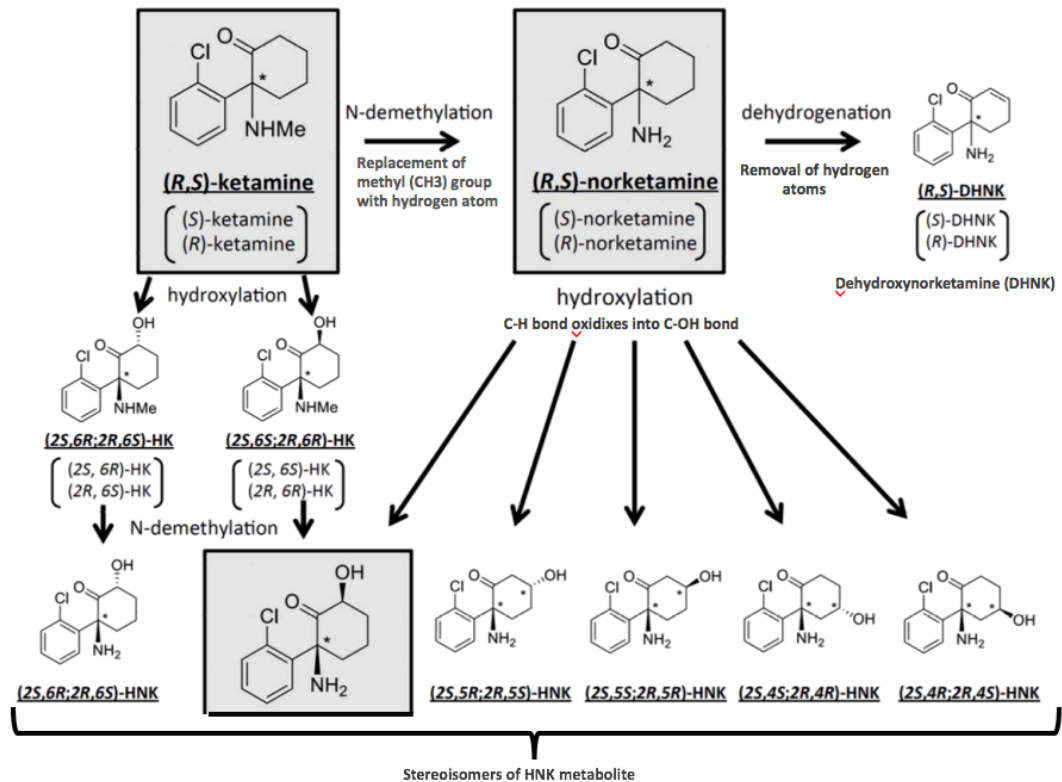 Cl
O
*
NHMe
(R,S)-ketamine
(S)-ketamine
(R)-ketamine
N-demethylation
Replacement of
methyl (CH3) group
with hydrogen atom
Cl
O
*
NH2
(R,S)-norketamine
(S)-norketamine
(R)-norketamine
dehydrogenation
Removal of hydrogen
atoms
Cl
O
*
NH2
(R,S)-DHNK
(S)-DHNK
(R)-DHNK
Dehydroxynorketamine (DHNK)
hydroxylation
hydroxylation
C-H bond oxidixes into C-OH bond
OH
O
Cl
*
NHMe
(2S,6R;2R,6S)-HK
(2S, 6R)-HK
(2R, 6S)-HK
OH
O
Cl
*
NHMe
(2S,6S;2R,6R)-HK
(2S, 6S)-HK
(2R, 6R)-HK
N-demethylation
OH
O
Cl
*
NH2
(2S,6R;2R,6S)-HNK
OH
O
Cl
*
NH2
O
OH
Cl
* *
NH2
(2S,5R;2R,5S)-HNK
O
OH
Cl
* *
NH2
(2S,5S;2R,5R)-HNK
O
Cl
* *
OH
NH2
(2S,4S;2R,4R)-HNK
O
Cl
* *
OH
NH2
(2S,4R;2R,4S)-HNK
Stereoisomers of HNK metabolite